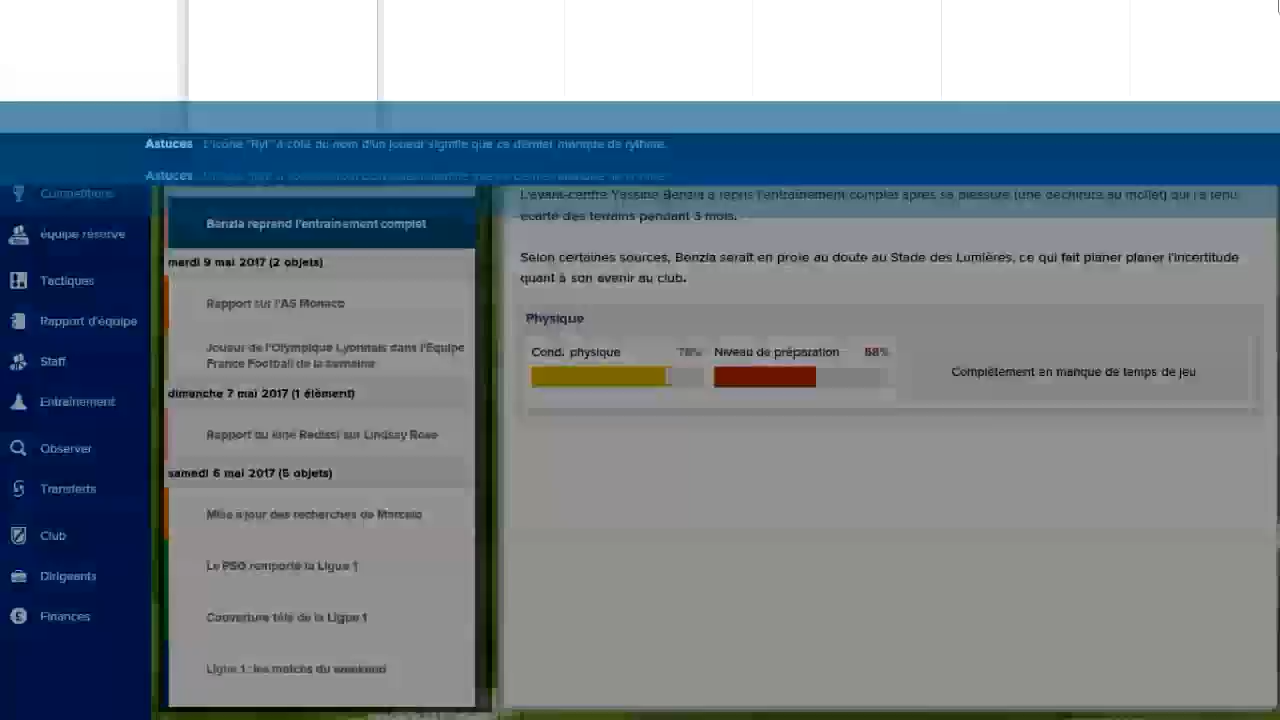 Astuces L'icône "Ryt" à côté du nom d'un joueur signifie que ce dernier manque de rythme.
Astuces
Compétitions
équipe réserve
Tactiques
Rapport d'équipe
Staff
Entraînement
Observer
Transferts
Club
Dirigeants
Finances
Benzia reprend l'entraînement complet
mardi 9 mai 2017 (2 objets)
Rapport sur l'AS Monaco
Joueur de l'Olympique Lyonnais dans l'Équipe
France Football de la semaine
dimanche 7 mai 2017 (1 élément)
Rapport du kiné Redissi sur Lindsay Rose
samedi 6 mai 2017 (5 objets)
Mise à jour des recherches de Marcelo
Le PSG remporte la Ligue 1
Couverture télé de la Ligue 1
Ligue 1: les matchs du weekend
L'avant-centre Yassine Benzia a repris l'entraînement complet après sa blessure (une déchirure au mollet) qui l'a tenu
écarté des terrains pendant 3 mois.
Selon certaines sources, Benzia serait en proie au doute au Stade des Lumières, ce qui fait planer planer l'incertitude
quant à son avenir au club.
Physique
Cond. physique 78% Niveau de préparation 58%
Complètement en manque de temps de jeu